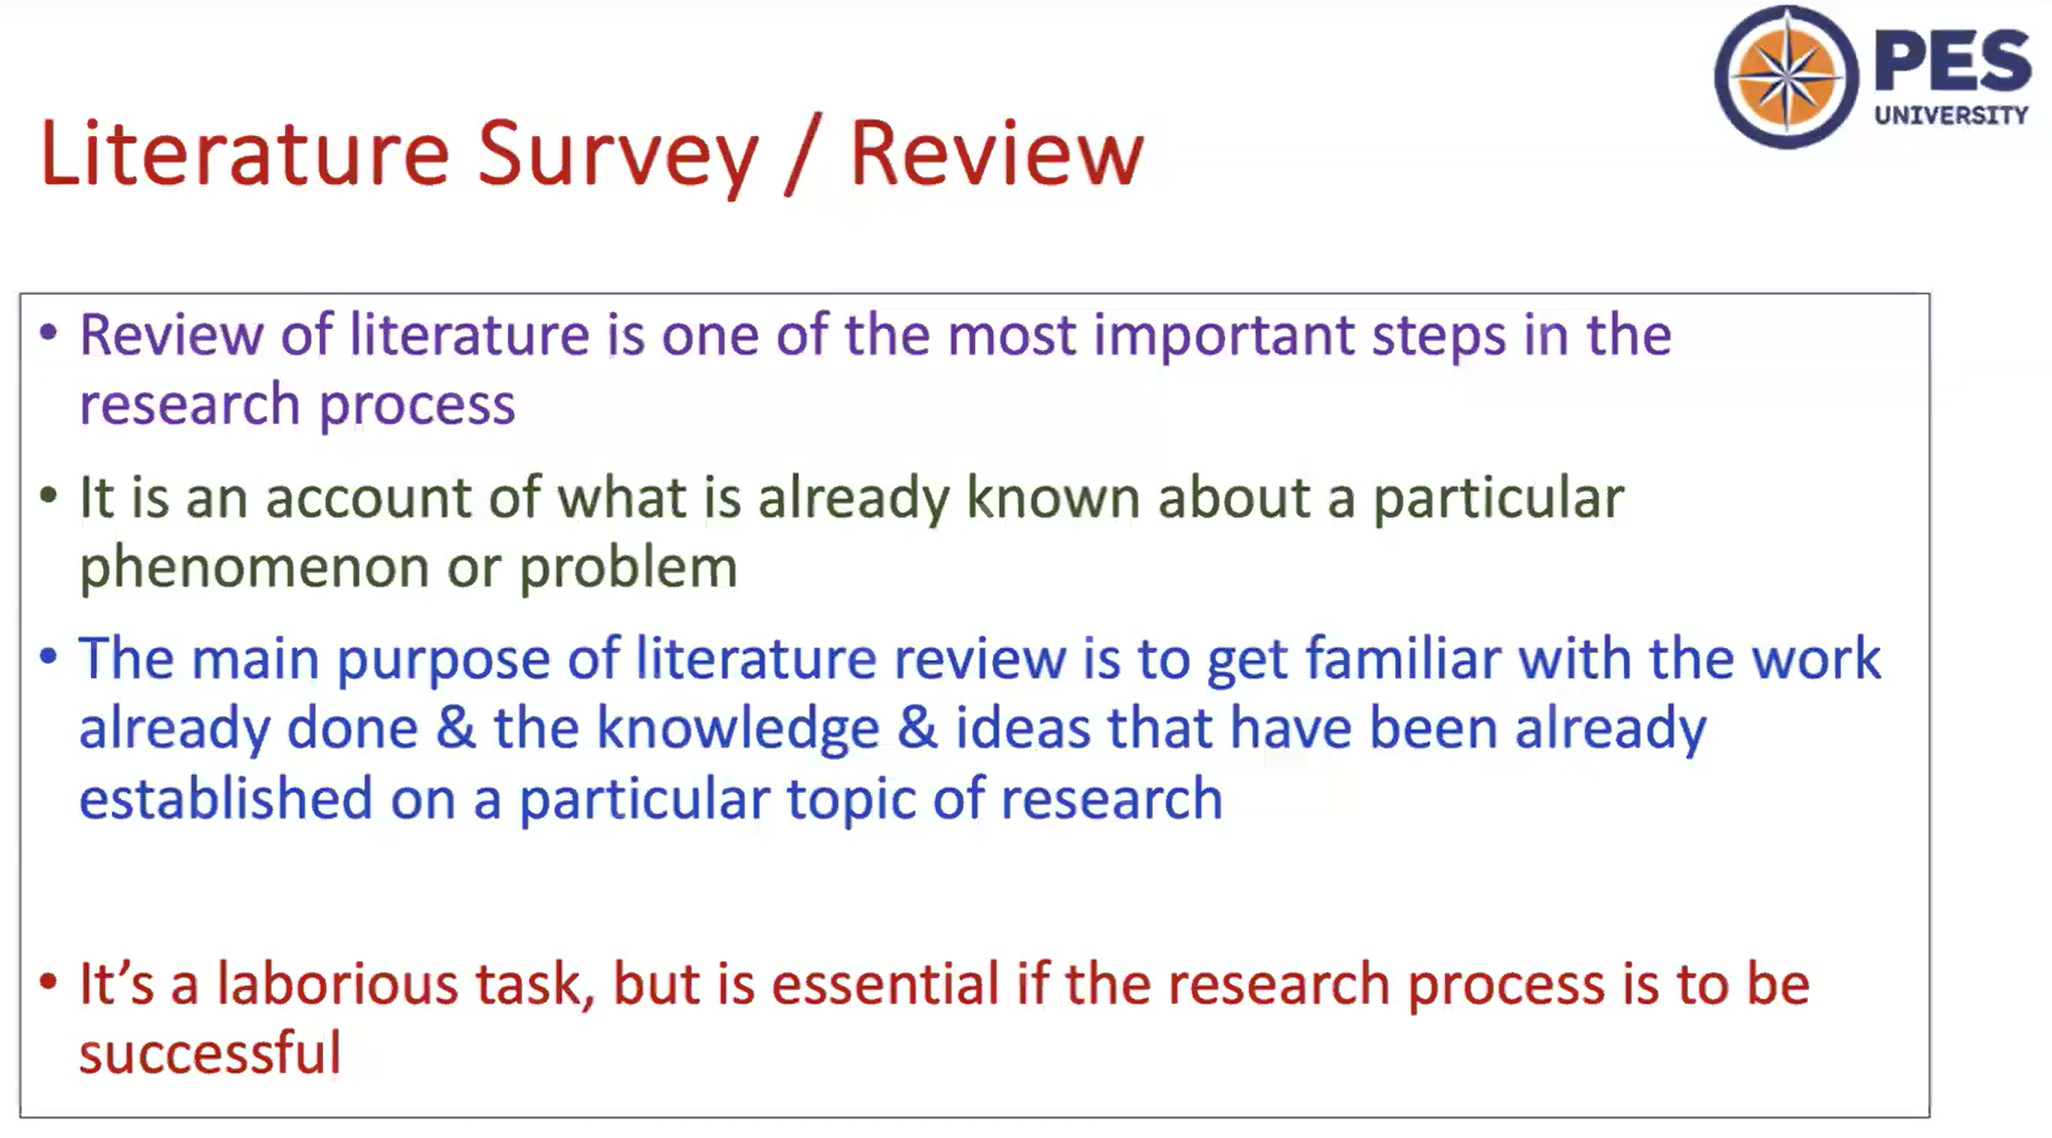 PES
UNIVERSITY
Literature Survey / Review
• Review of literature is one of the most important steps in the
research process
• It is an account of what is already known about a particular
phenomenon or problem
• The main purpose of literature review is to get familiar with the work
already done & the knowledge & ideas that have been already
established on a particular topic of research
• It’s a laborious task, but is essential if the research process is to be
successful